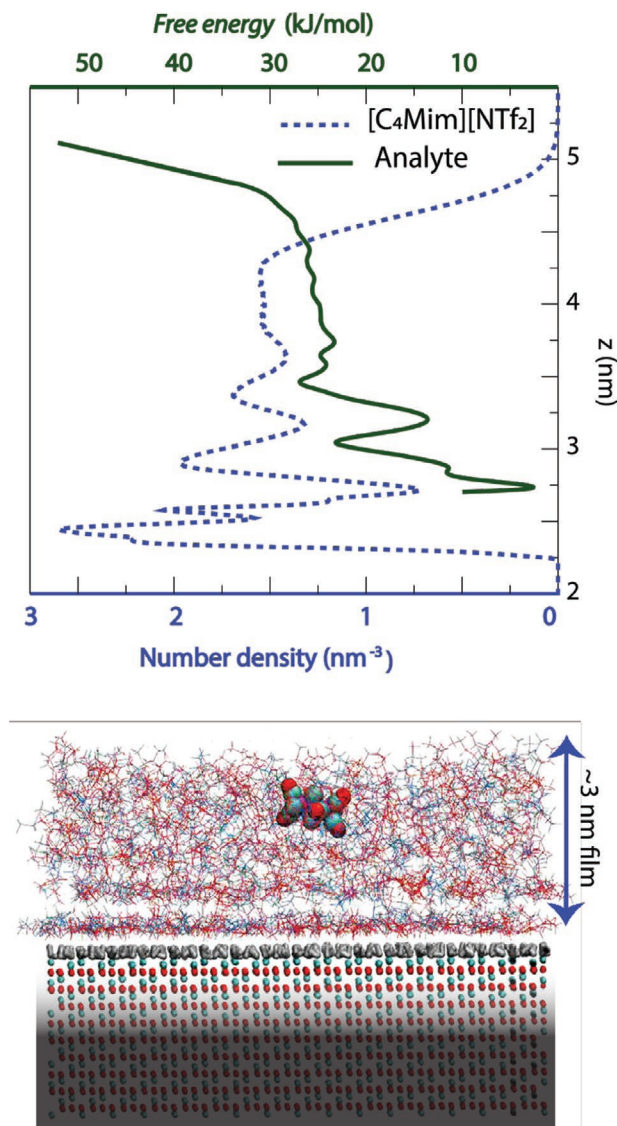 Free energy (kJ/mol)
50 40 30 20 10
[C₄Mim][NTf₂]
Analyte
5
4
z (nm)
3
2
3 2 1 0
Number density (nm⁻³)
~3 nm film